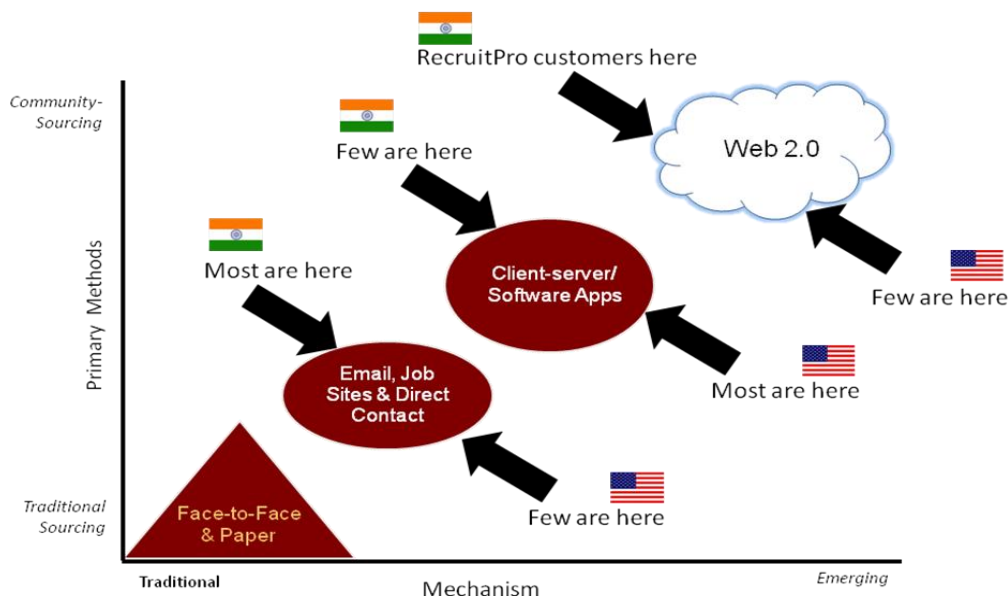 RecruitPro customers here
Community-
Sourcing
Web 2.0
Few are here
Most are here
Client-server/
Software Apps
Few are here
Primary Methods
Email, Job
Sites & Direct
Contact
Most are here
Traditional
Sourcing
Face-to-Face
& Paper
Few are here
Traditional
Mechanism
Emerging